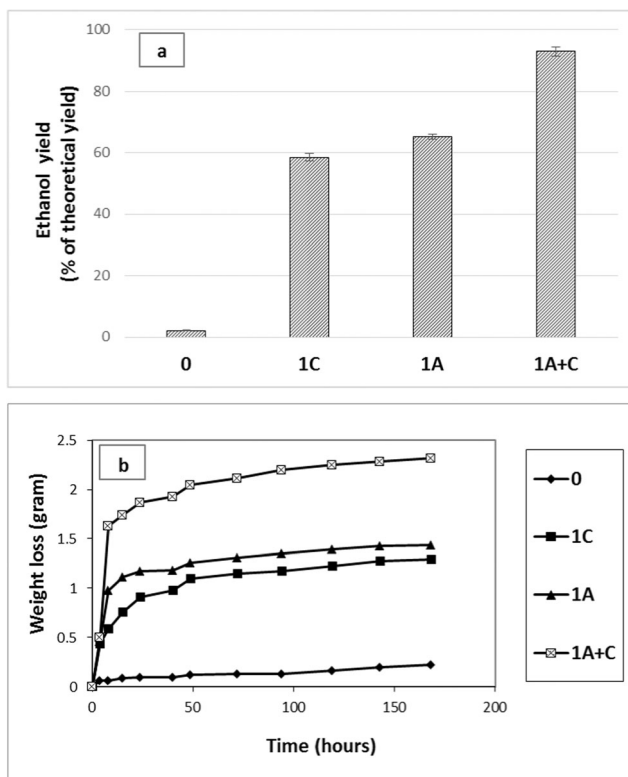 a
Ethanol yield
(% of theoretical yield)
100
80
60
40
20
0
0 1C 1A 1A+C
b
Weight loss (gram)
2.5
2
1.5
1
0.5
0
0 50 100 150 200
Time (hours)
0
1C
1A
1A+C